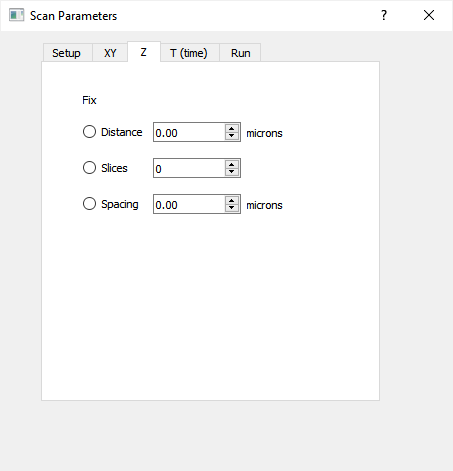 Scan Parameters ?
Setup XY Z T (time) Run
Fix
Distance 0.00 microns
Slices 0
Spacing 0.00 microns